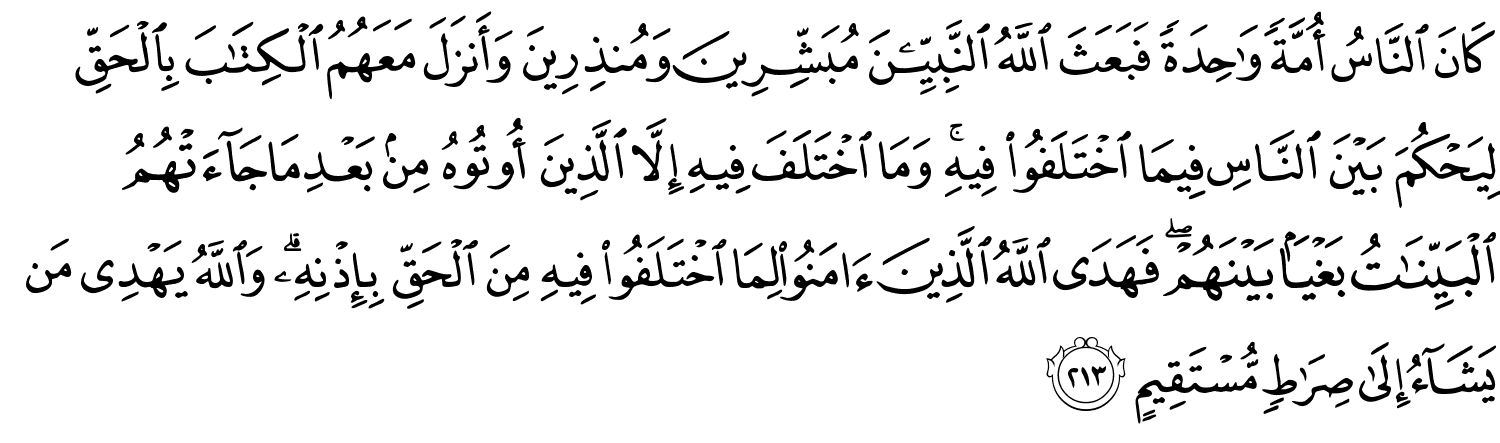 كَانَ ٱلنَّاسُ أُمَّةً وَٰحِدَةً فَبَعَثَ ٱللَّهُ ٱلنَّبِيِّـۧنَ مُبَشِّرِينَ وَمُنذِرِينَ وَأَنزَلَ مَعَهُمُ ٱلْكِتَٰبَ بِٱلْحَقِّ
لِيَحْكُمَ بَيْنَ ٱلنَّاسِ فِيمَا ٱخْتَلَفُوا۟ فِيهِ ۚ وَمَا ٱخْتَلَفَ فِيهِ إِلَّا ٱلَّذِينَ أُوتُوهُ مِنۢ بَعْدِ مَا جَآءَتْهُمُ
ٱلْبَيِّنَٰتُ بَغْيًۢا بَيْنَهُمْ ۖ فَهَدَى ٱللَّهُ ٱلَّذِينَ ءَامَنُوا۟ لِمَا ٱخْتَلَفُوا۟ فِيهِ مِنَ ٱلْحَقِّ بِإِذْنِهِۦ ۗ وَٱللَّهُ يَهْدِى مَن
يَشَآءُ إِلَىٰ صِرَٰطٍ مُّسْتَقِيمٍ ٢١٣